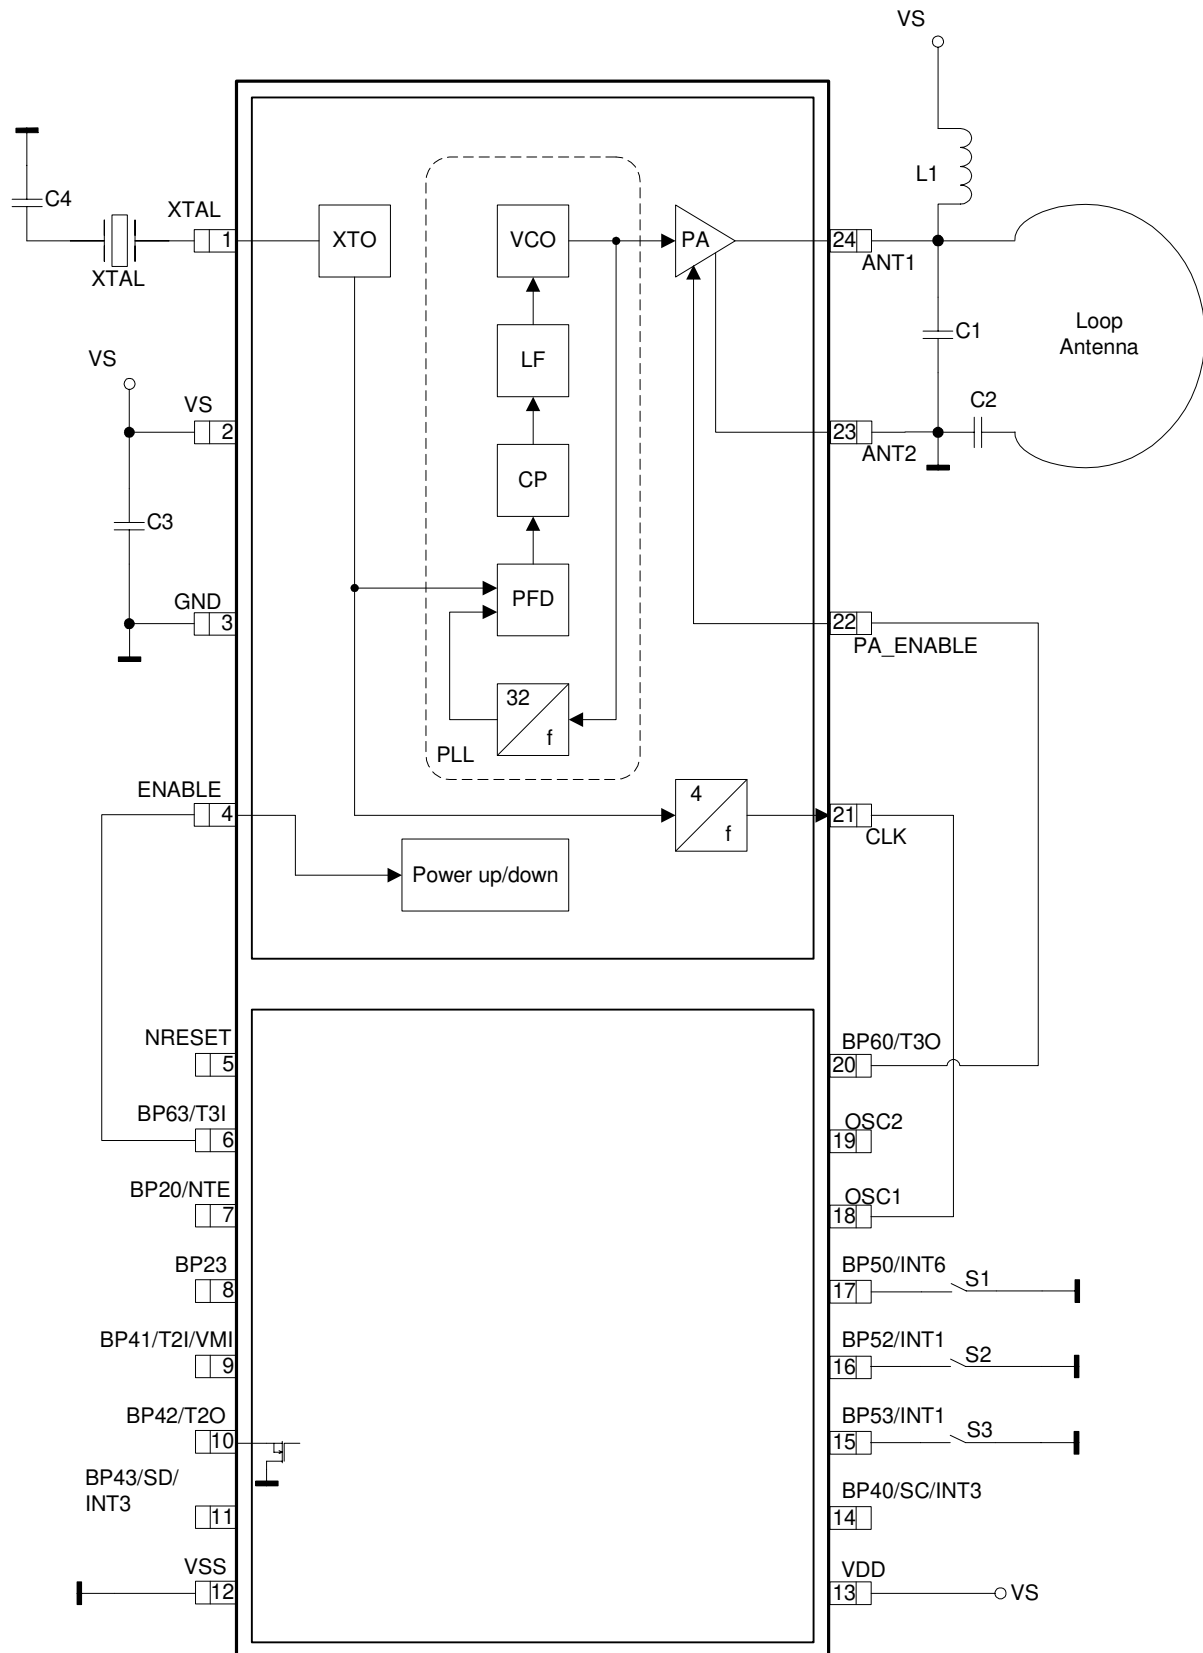 VS
L1
C4
XTAL
1
XTAL
XTO
VCO
PA
24
ANT1
C1
Loop
Antenna
LF
VS
VS
2
C2
23
ANT2
CP
C3
GND
3
PFD
22
PA_ENABLE
32
f
PLL
ENABLE
4
4
f
21
CLK
Power up/down
NRESET
5
BP60/T3O
20
BP63/T3I
6
OSC2
19
BP20/NTE
7
OSC1
18
BP23
8
BP50/INT6
17
S1
BP41/T2I/VMI
9
BP52/INT1
16
S2
BP42/T2O
10
BP53/INT1
15
S3
BP43/SD/
INT3
11
BP40/SC/INT3
14
VSS
12
VDD
13
VS